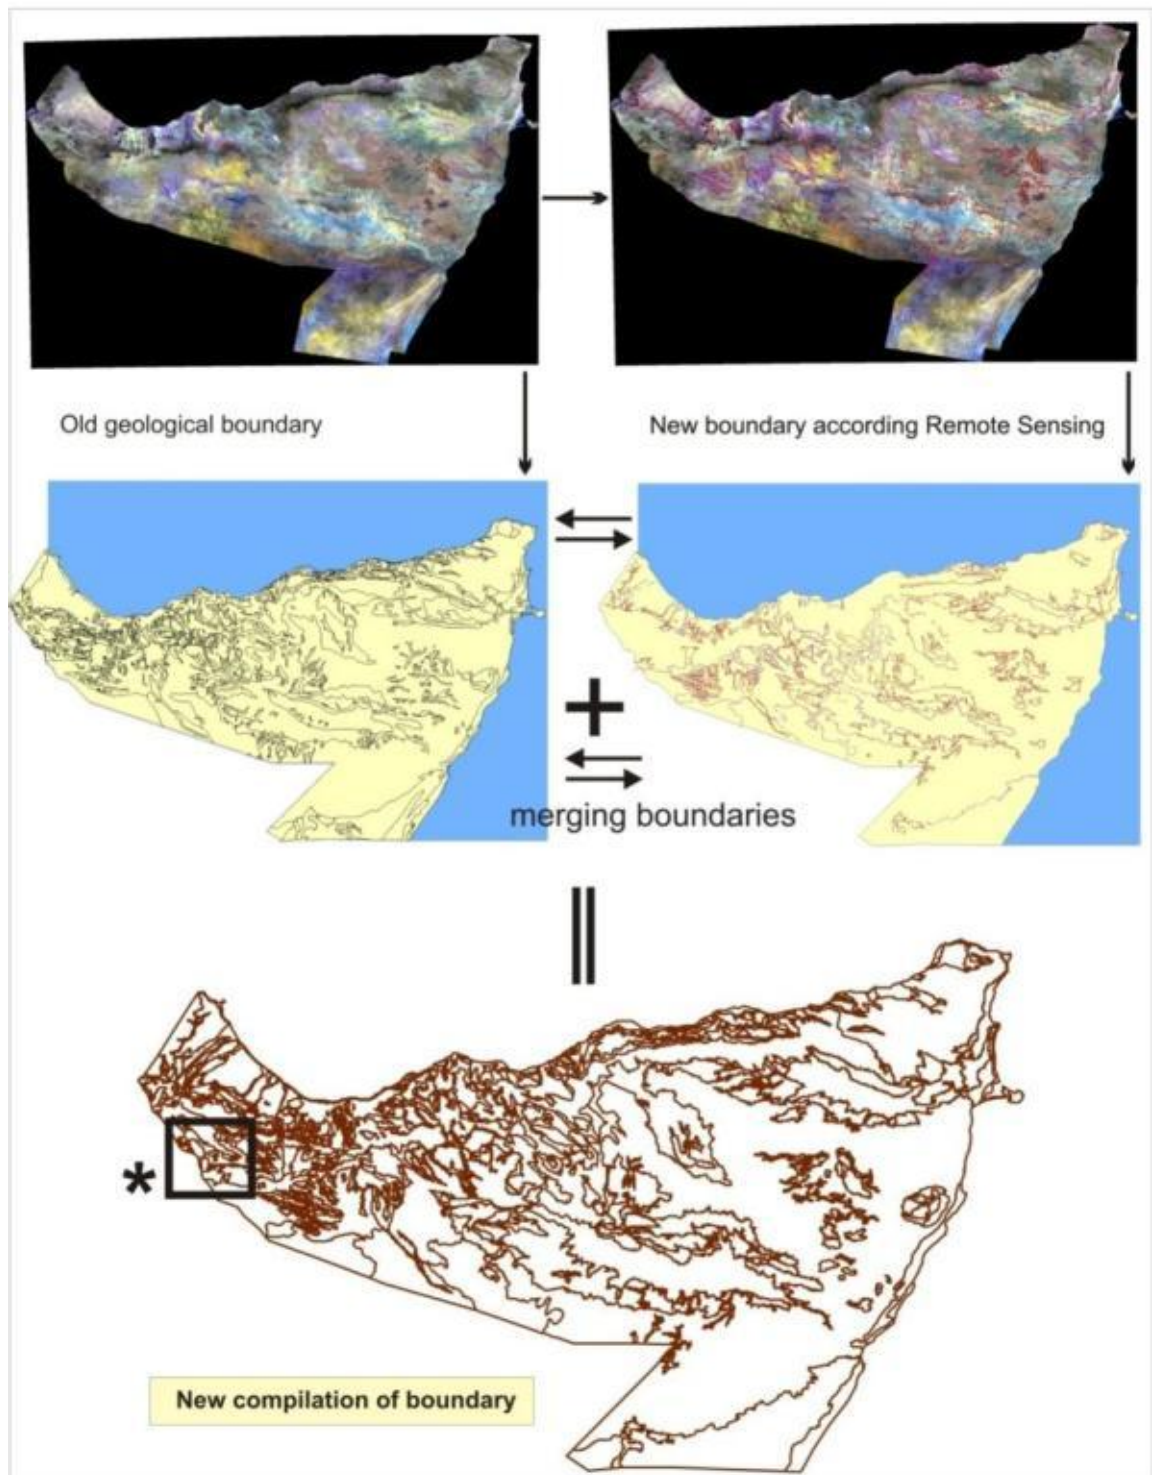 Old geological boundary
New boundary according Remote Sensing
+
merging boundaries
=
*
New compilation of boundary